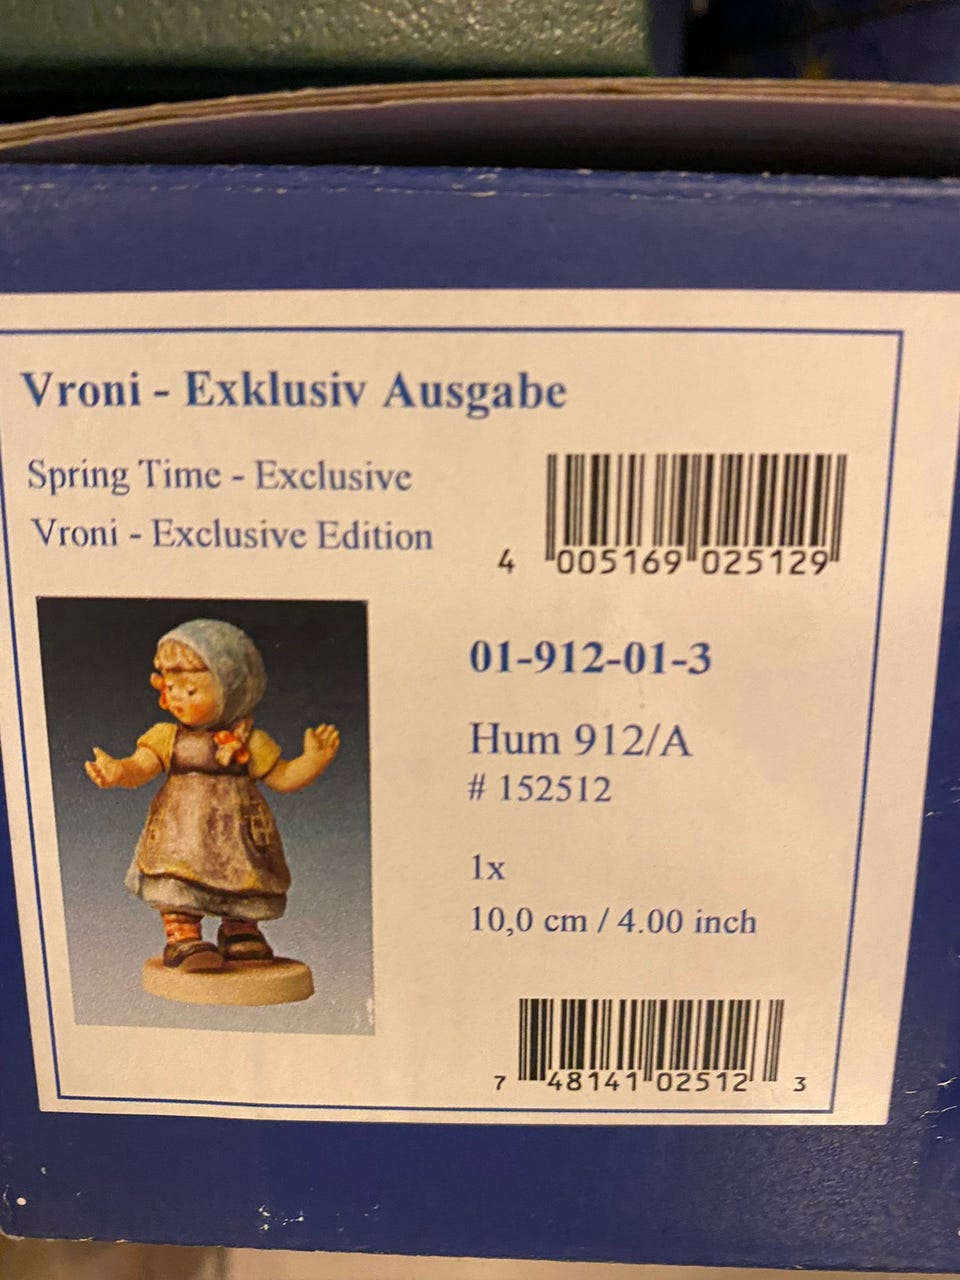 Vroni - Exklusiv Ausgabe
Spring Time - Exclusive
Vroni - Exclusive Edition
4 005169 025129
01-912-01-3
Hum 912/A
# 152512
1x
10,0 cm / 4.00 inch
7 48141 02512 3